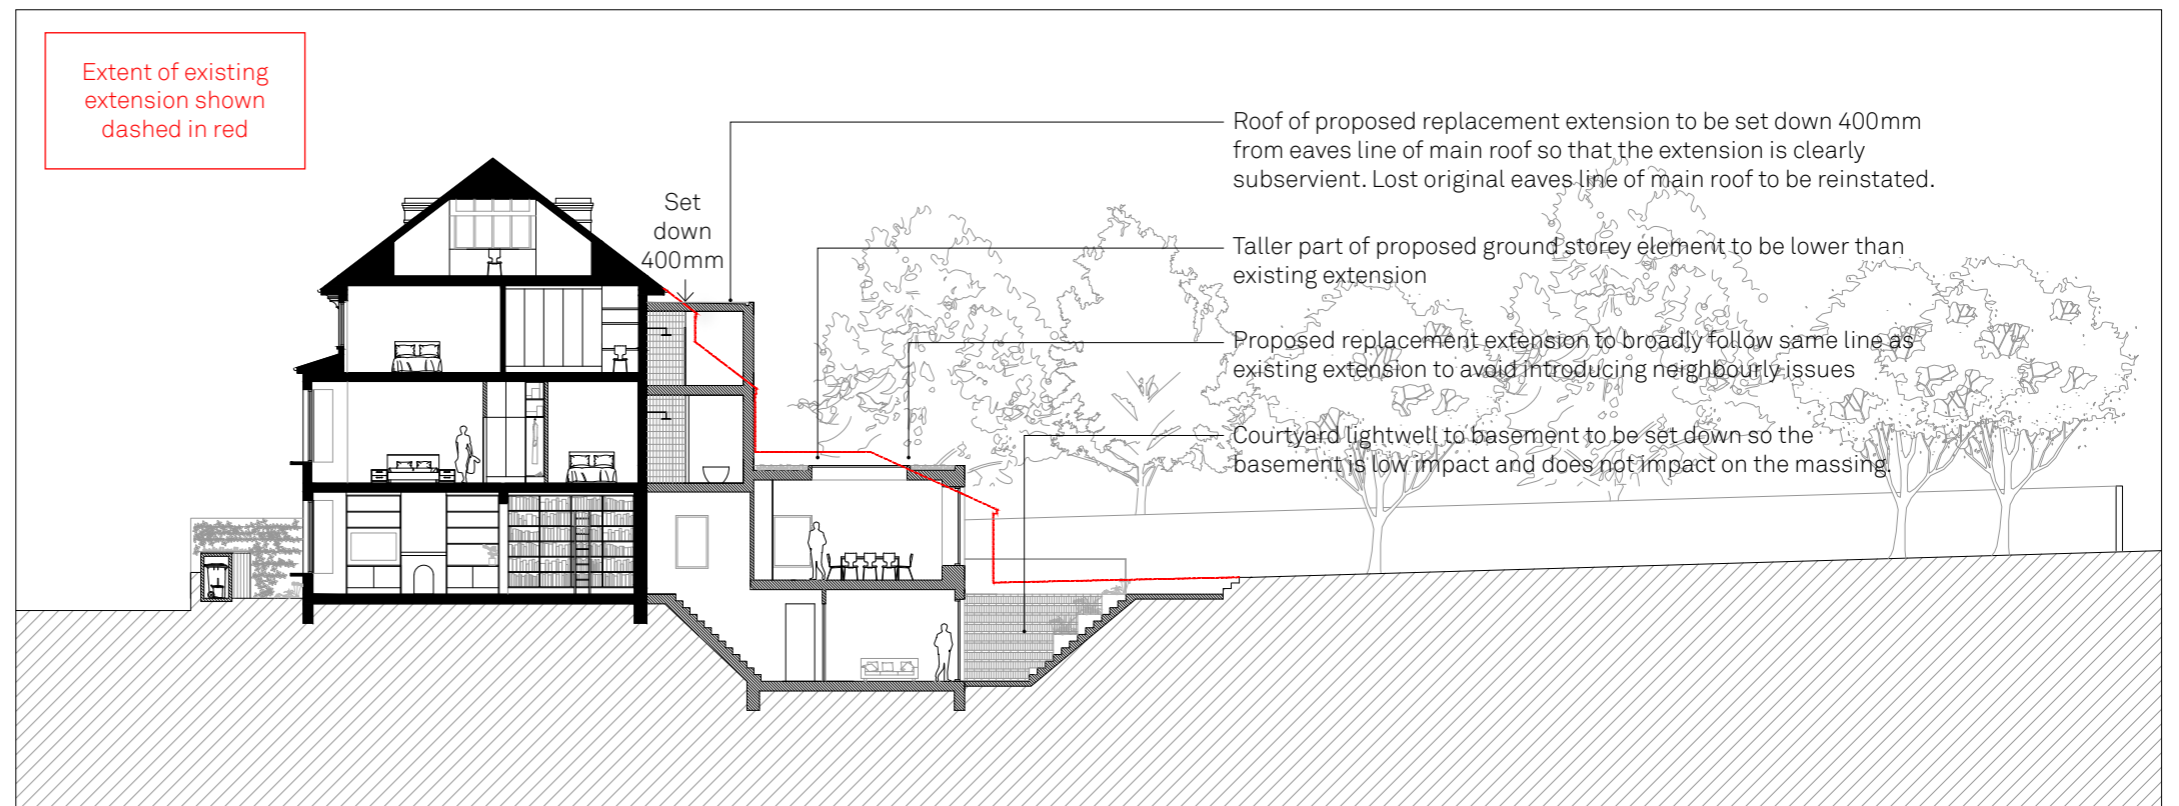 Extent of existing
extension shown
dashed in red
Set
down
400mm
Roof of proposed replacement extension to be set down 400mm
from eaves line of main roof so that the extension is clearly
subservient. Lost original eaves line of main roof to be reinstated.
Taller part of proposed ground storey element to be lower than
existing extension
Proposed replacement extension to broadly follow same line as
existing extension to avoid introducing neighbourly issues
Courtyard lightwell to basement to be set down so the
basement is low impact and does not impact on the massing.